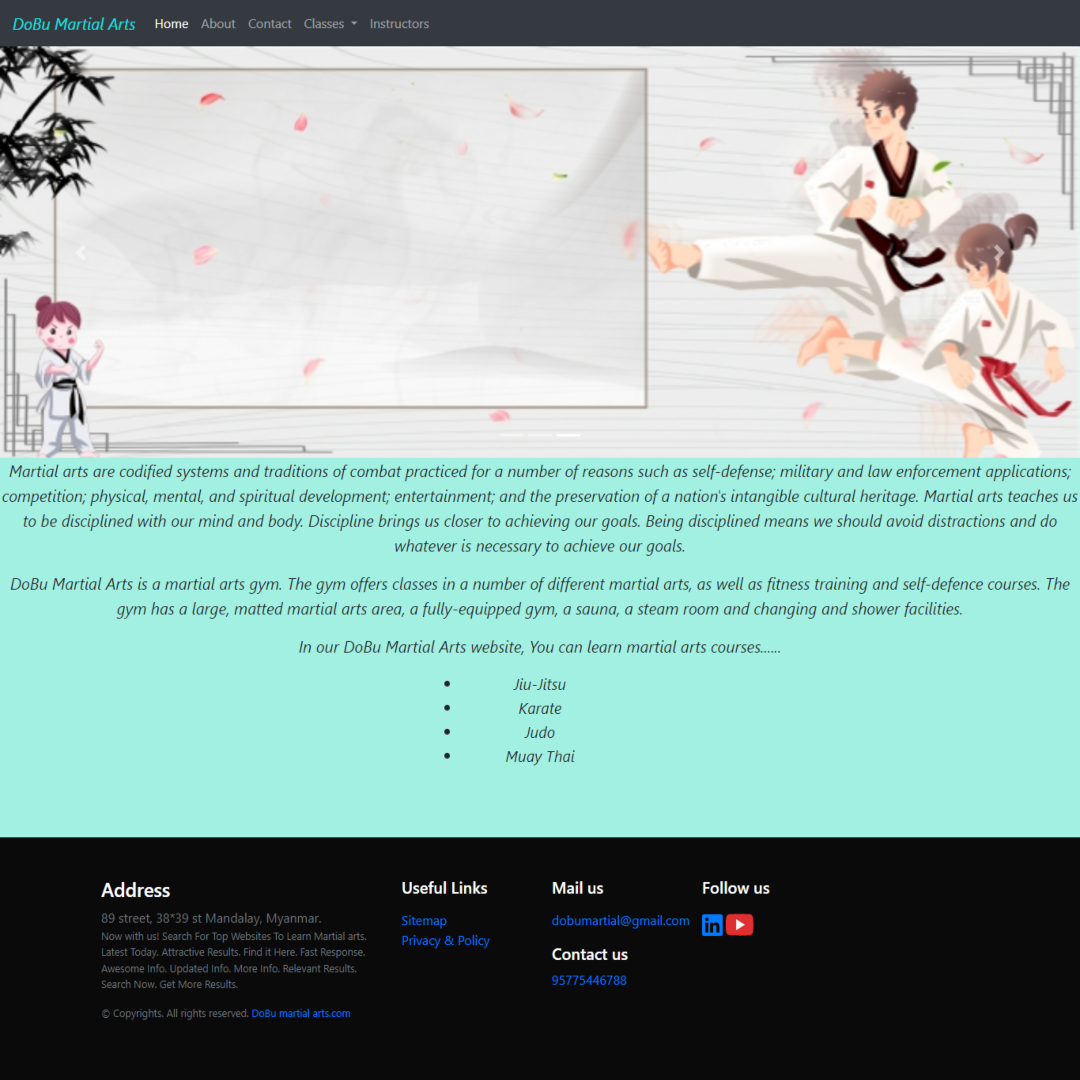 DoBu Martial Arts Home About Contact Classes Instructors
Martial arts are codified systems and traditions of combat practiced for a number of reasons such as self-defense; military and law enforcement applications;
competition; physical, mental, and spiritual development; entertainment; and the preservation of a nation's intangible cultural heritage. Martial arts teaches us
to be disciplined with our mind and body. Discipline brings us closer to achieving our goals. Being disciplined means we should avoid distractions and do
whatever is necessary to achieve our goals.
DoBu Martial Arts is a martial arts gym. The gym offers classes in a number of different martial arts, as well as fitness training and self-defence courses. The
gym has a large, matted martial arts area, a fully-equipped gym, a sauna, a steam room and changing and shower facilities.
In our DoBu Martial Arts website, You can learn martial arts courses......
Jiu-Jitsu
Karate
Judo
Muay Thai
Address
89 street, 38*39 st Mandalay, Myanmar.
Now with us! Search For Top Websites To Learn Martial arts.
Latest Today. Attractive Results. Find it Here. Fast Response.
Awesome Info. Updated Info. More Info. Relevant Results.
Search Now. Get More Results.
© Copyrights. All rights reserved. DoBu martial arts.com
Useful Links
Sitemap
Privacy & Policy
Mail us
dobumartial@gmail.com
Contact us
95775446788
Follow us
in